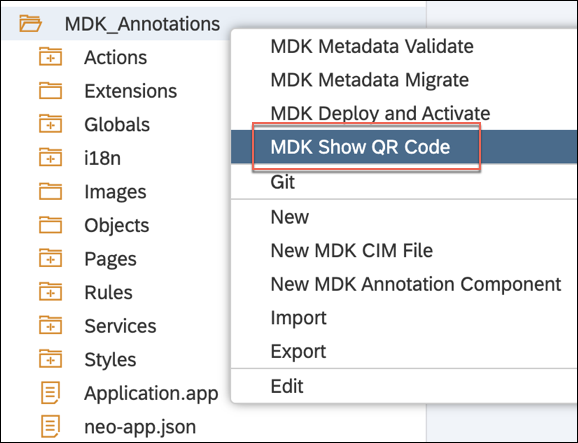 MDK_Annotations
Actions
Extensions
Globals
i18n
Images
Objects
Pages
Rules
Services
Styles
Application.app
neo-app.json
MDK Metadata Validate
MDK Metadata Migrate
MDK Deploy and Activate
MDK Show QR Code
Git
New
New MDK CIM File
New MDK Annotation Component
Import
Export
Edit